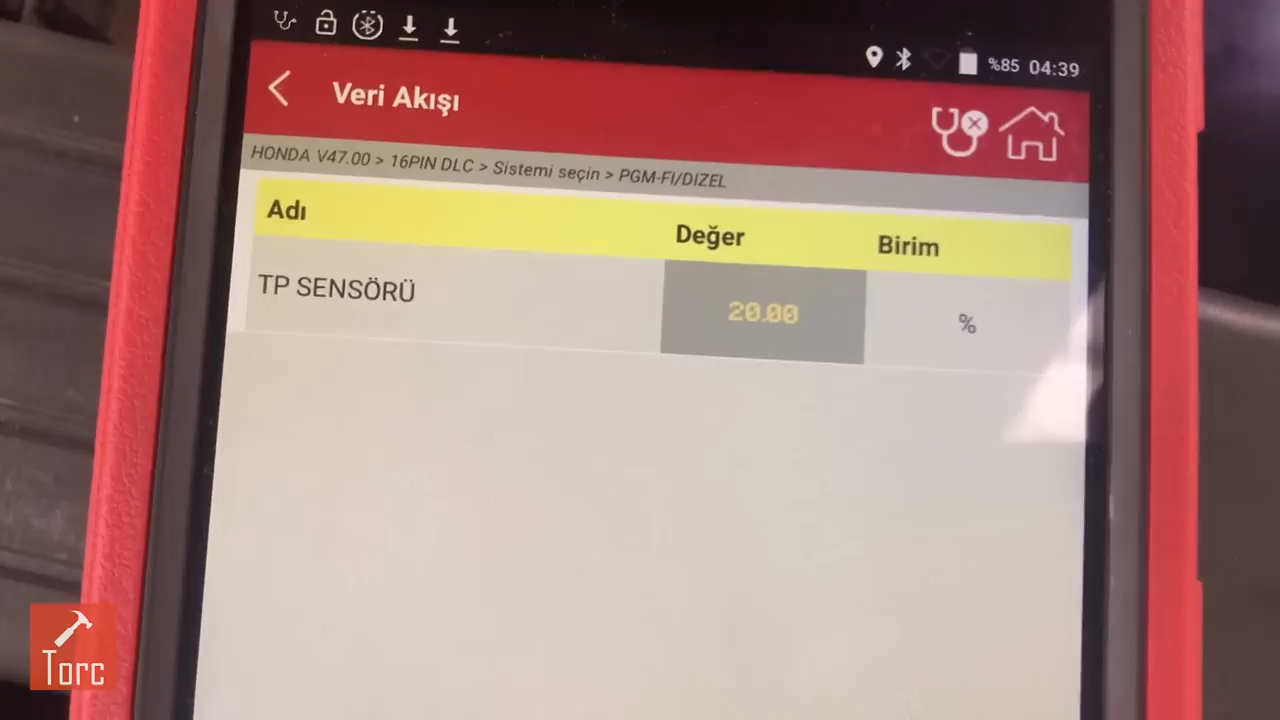 %85 04:39
Veri Akışı
HONDA V47.00 > 16PIN DLC > Sistemi seçin > PGM-FI/DIZEL
Adı Değer Birim
TP SENSÖRÜ 20.00 %
Torc